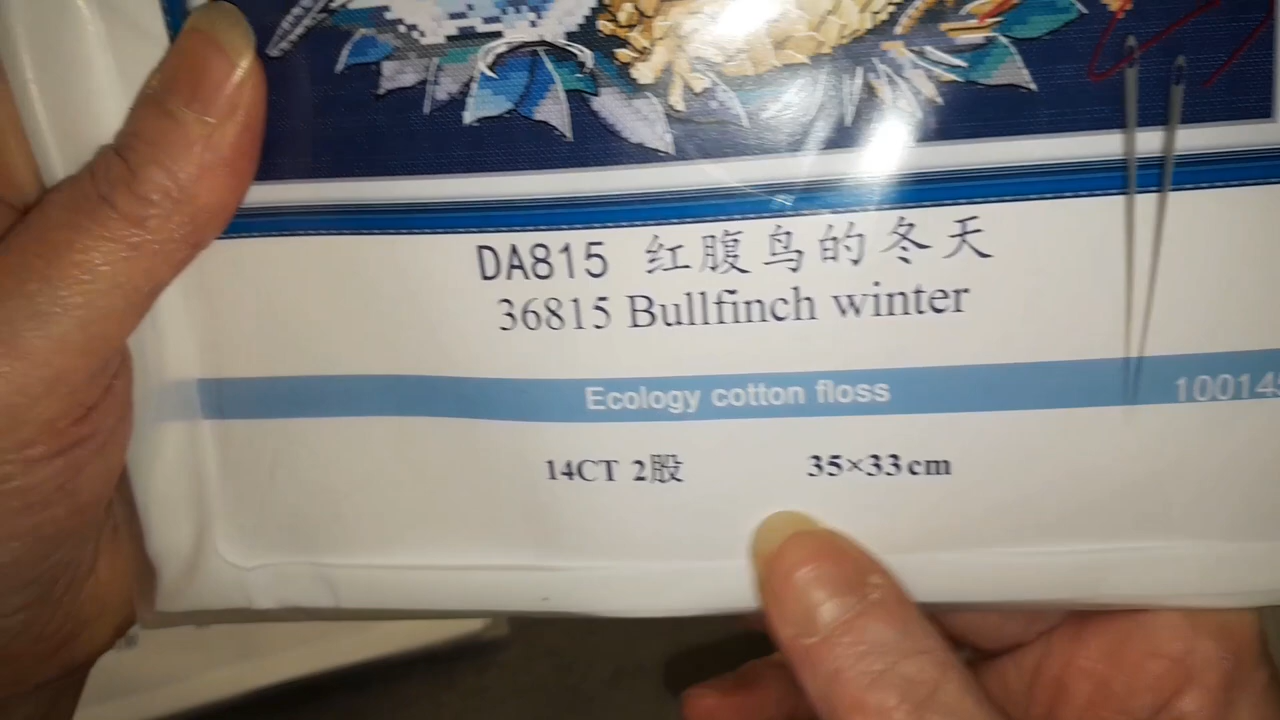 DA815 红腹鸟的冬天
36815 Bullfinch winter
Ecology cotton floss
14CT 2股 35×33cm